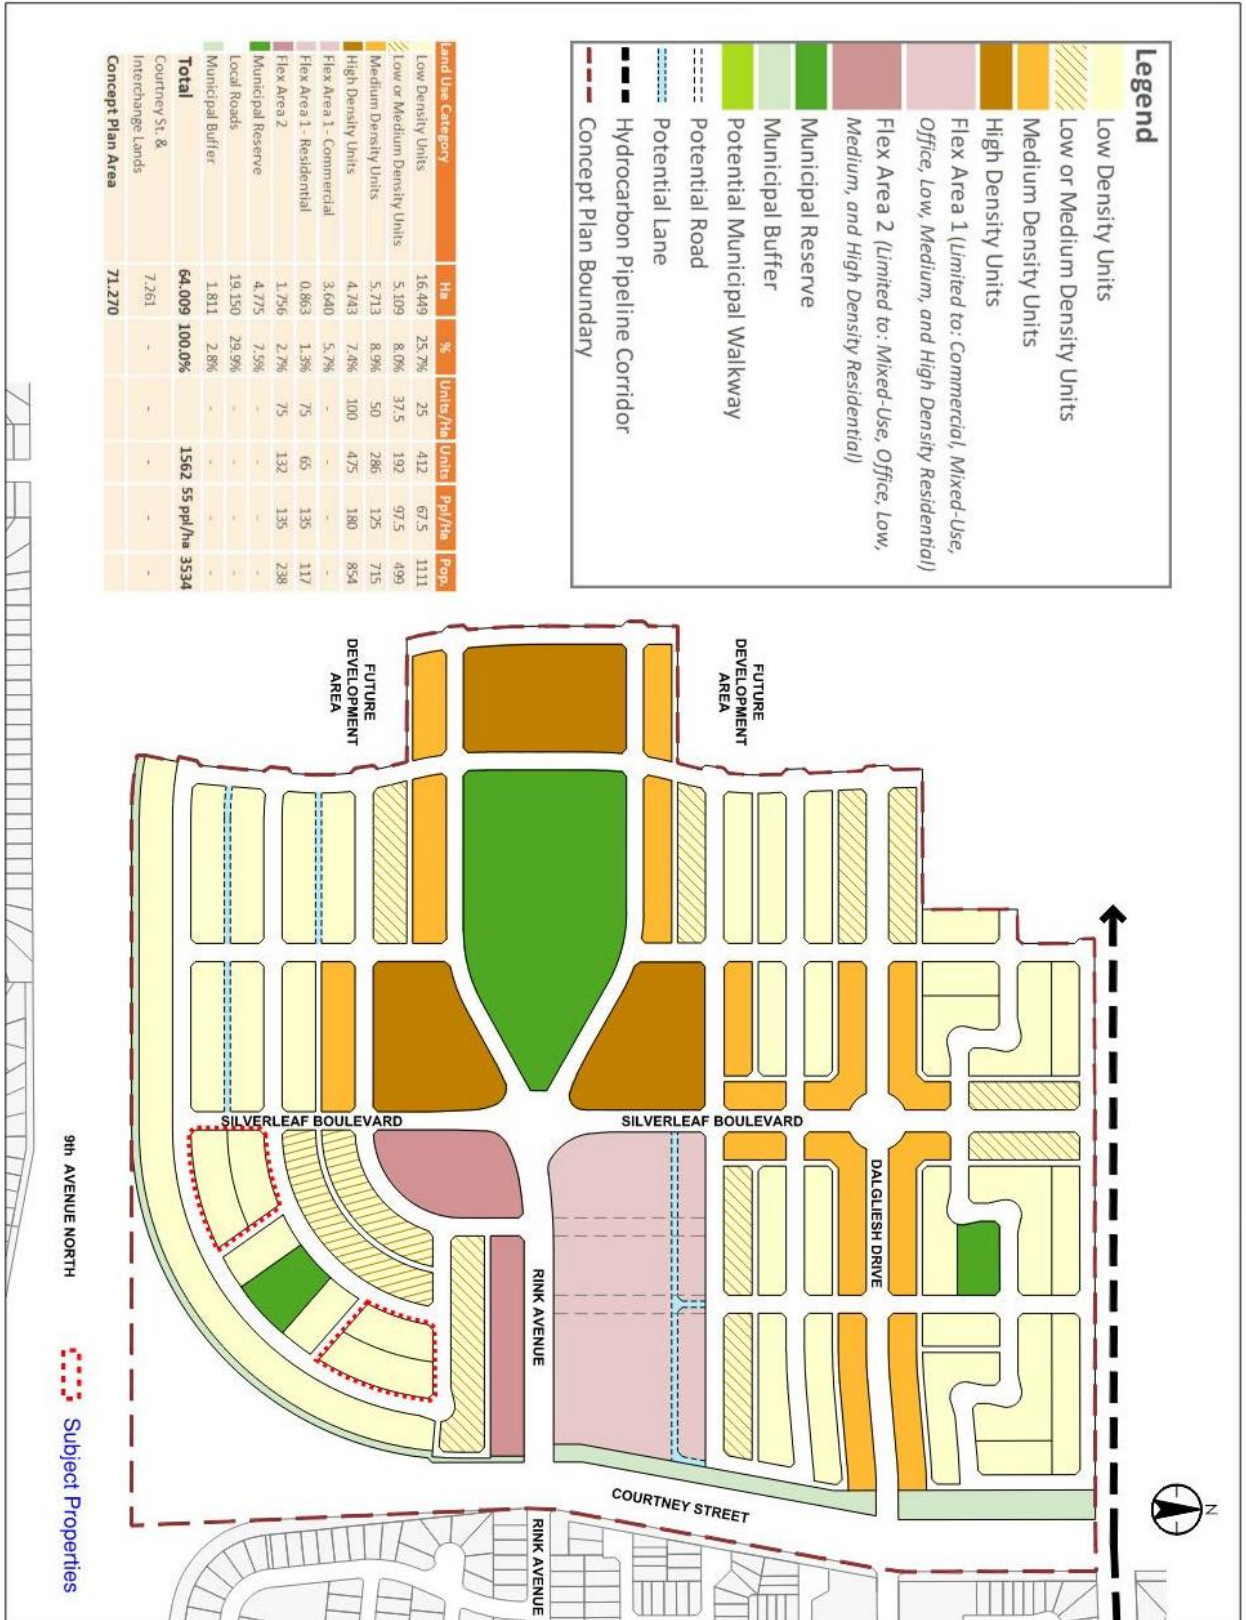 Legend
Low Density Units
Low or Medium Density Units
Medium Density Units
High Density Units
Flex Area 1 (Limited to: Commercial, Mixed-Use,
Office, Low, Medium, and High Density Residential)
Flex Area 2 (Limited to: Mixed-Use, Office, Low,
Medium, and High Density Residential)
Municipal Reserve
Municipal Buffer
Potential Municipal Walkway
Potential Road
Potential Lane
Hydrocarbon Pipeline Corridor
Concept Plan Boundary
Land Use Category Ha % Units/Ha Units Ppl/Ha Pop.
Low Density Units 16.449 25.7% 25 412 67.5 1111
Low or Medium Density Units 5.109 8.0% 37.5 192 97.5 499
Medium Density Units 5.713 8.9% 50 286 125 715
High Density Units 4.743 7.4% 100 475 180 854
Flex Area 1 - Commercial 3.640 5.7% - - - -
Flex Area 1 - Residential 0.863 1.3% 75 65 135 117
Flex Area 2 1.756 2.7% 75 132 135 238
Municipal Reserve 4.775 7.5% - - - -
Local Roads 19.150 29.9% - - - -
Municipal Buffer 1.811 2.8% - - - -
Total 64.009 100.0% 1562 55 ppl/ha 3534
Courtney St. &
Interchange Lands 7.261 - - - - -
Concept Plan Area 71.270
FUTURE
DEVELOPMENT
AREA
FUTURE
DEVELOPMENT
AREA
SILVERLEAF BOULEVARD
SILVERLEAF BOULEVARD
DALGLIESH DRIVE
RINK AVENUE
COURTNEY STREET
RINK AVENUE
9th AVENUE NORTH
Subject Properties
N